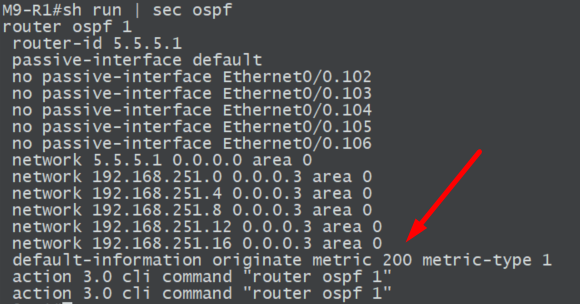 M9-R1#sh run | sec ospf
router ospf 1
router-id 5.5.5.1
passive-interface default
no passive-interface Ethernet0/0.102
no passive-interface Ethernet0/0.103
no passive-interface Ethernet0/0.104
no passive-interface Ethernet0/0.105
no passive-interface Ethernet0/0.106
network 5.5.5.1 0.0.0.0 area 0
network 192.168.251.0 0.0.0.3 area 0
network 192.168.251.4 0.0.0.3 area 0
network 192.168.251.8 0.0.0.3 area 0
network 192.168.251.12 0.0.0.3 area 0
network 192.168.251.16 0.0.0.3 area 0
default-information originate metric 200 metric-type 1
action 3.0 cli command "router ospf 1"
action 3.0 cli command "router ospf 1"